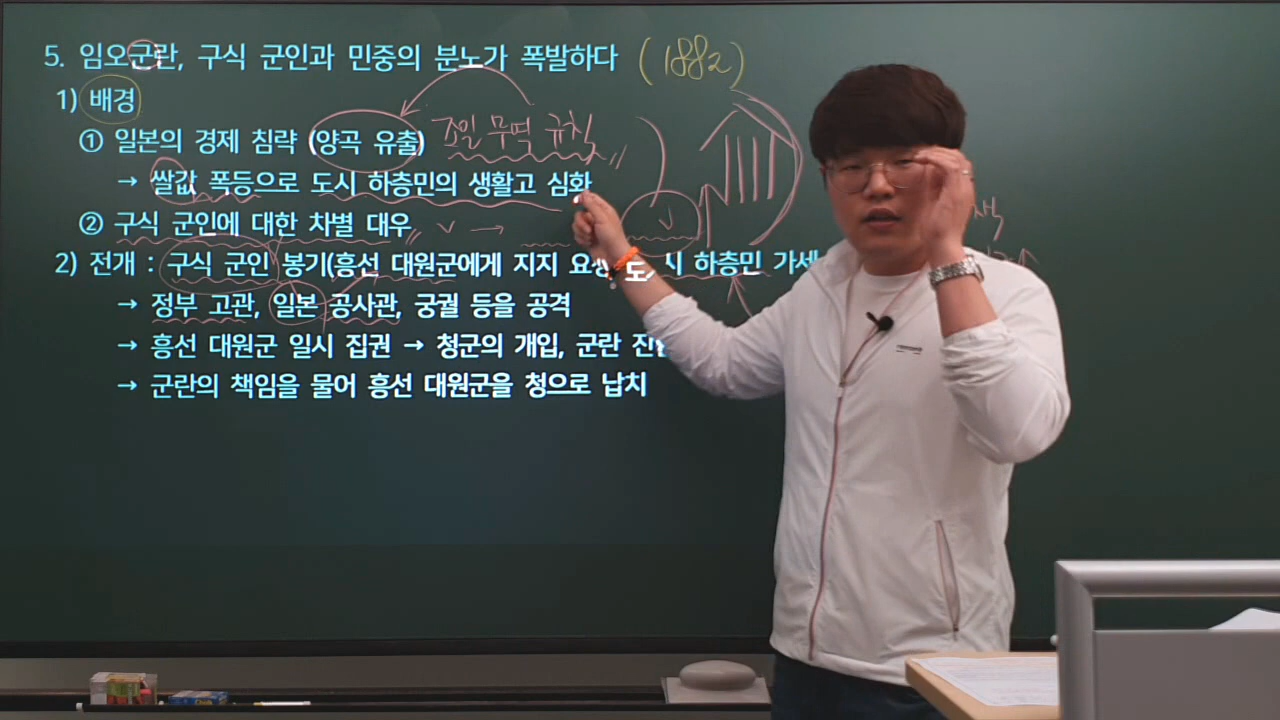 5. 임오군란, 구식 군인과 민중의 분노가 폭발하다 (1882)
1) 배경
① 일본의 경제 침략 (양곡 유출) 조일 무역 규칙
→ 쌀값 폭등으로 도시 하층민의 생활고 심화
② 구식 군인에 대한 차별 대우
2) 전개 : 구식 군인 봉기(흥선 대원군에게 지지 하층민 가세
→ 정부 고관, 일본 공사관, 궁궐 등을 공격
→ 흥선 대원군 일시 집권 → 청군의 개입, 군란
→ 군란의 책임을 물어 흥선 대원군을 청으로 납치